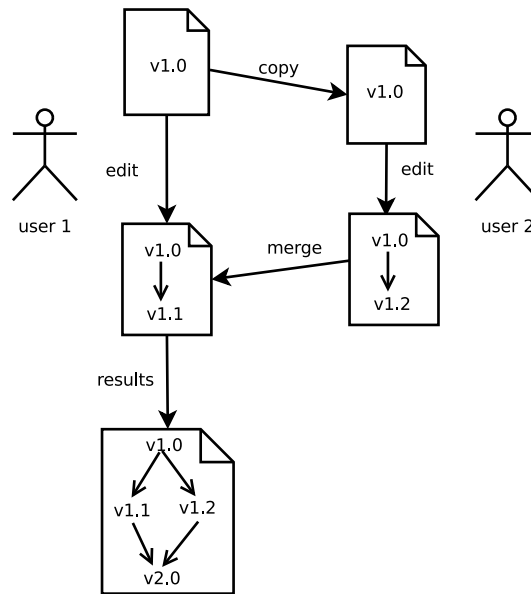 v1.0
copy
v1.0
edit
edit
user 1
user 2
v1.0
v1.1
merge
v1.0
v1.2
results
v1.0
v1.1
v1.2
v2.0